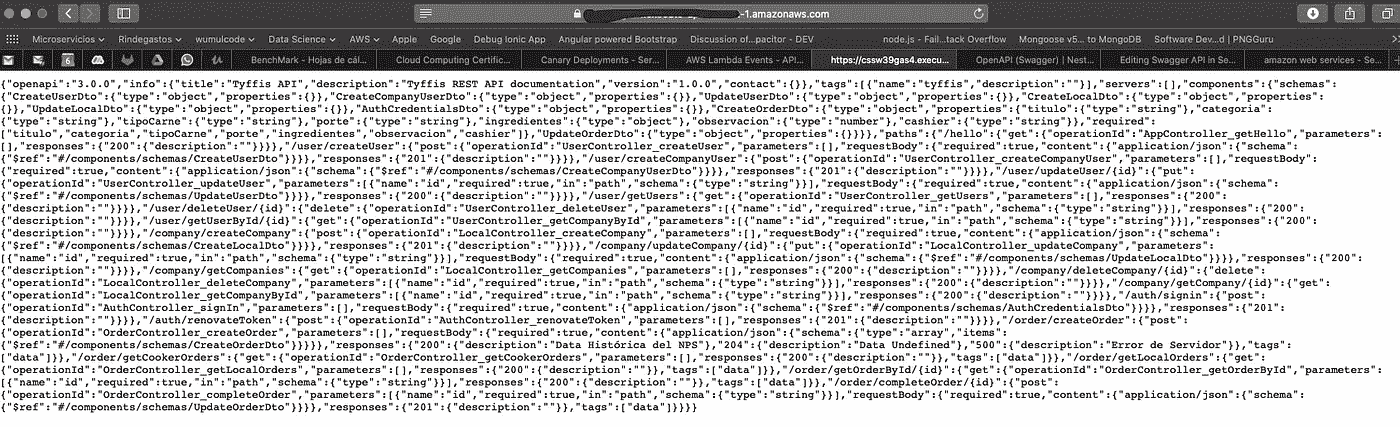 -1.amazonaws.com
Microservicios Rindegastos wumulcode Data Science AWS Apple Google Debug Ionic App Angular powered Bootstrap Discussion of...pacitor - DEV node.js - Fail...tack Overflow Mongoose v5... to MongoDB Software Dev...d | PNGGuru
6 BenchMark - Hojas de cál... Cloud Computing Certific... Canary Deployments - Ser... AWS Lambda Events - API... https://cssw39gas4.execu... OpenAPI (Swagger) | Nest... Editing Swagger API in Se... amazon web services - Se...
{"openapi":"3.0.0","info":{"title":"Tyffis API","description":"Tyffis REST API documentation","version":"1.0.0","contact":{}},"tags":[{"name":"tyffis","description":""}],"servers":[],"components":{"schemas":
{"CreateUserDto":{"type":"object","properties":{}},"CreateCompanyUserDto":{"type":"object","properties":{}},"UpdateUserDto":{"type":"object","properties":{}},"CreateLocalDto":{"type":"object","properties":
{}},"UpdateLocalDto":{"type":"object","properties":{}},"AuthCredentialsDto":{"type":"object","properties":{}},"CreateOrderDto":{"type":"object","properties":{"titulo":{"type":"string"},"categoria":
{"type":"string"},"tipoCarne":{"type":"string"},"porte":{"type":"string"},"ingredientes":{"type":"object"},"observacion":{"type":"number"},"cashier":{"type":"string"}},"required":
["titulo","categoria","tipoCarne","porte","ingredientes","observacion","cashier"]},"UpdateOrderDto":{"type":"object","properties":{}}}},"paths":{"/hello":{"get":{"operationId":"AppController_getHello","parameters":
[],"responses":{"200":{"description":""}}}},"/user/createUser":{"post":{"operationId":"UserController_createUser","parameters":[],"requestBody":{"required":true,"content":{"application/json":{"schema":
{"$ref":"#/components/schemas/CreateUserDto"}}}},"responses":{"201":{"description":""}}}},"/user/createCompanyUser":{"post":{"operationId":"UserController_createCompanyUser","parameters":[],"requestBody":
{"required":true,"content":{"application/json":{"schema":{"$ref":"#/components/schemas/CreateCompanyUserDto"}}}},"responses":{"201":{"description":""}}}},"/user/updateUser/{id}":{"put":
{"operationId":"UserController_updateUser","parameters":[{"name":"id","required":true,"in":"path","schema":{"type":"string"}}],"requestBody":{"required":true,"content":{"application/json":{"schema":
{"$ref":"#/components/schemas/UpdateUserDto"}}}},"responses":{"200":{"description":""}}}},"/user/getUsers":{"get":{"operationId":"UserController_getUsers","parameters":[],"responses":{"200":
{"description":""}}}},"/user/deleteUser/{id}":{"delete":{"operationId":"UserController_deleteUser","parameters":[{"name":"id","required":true,"in":"path","schema":{"type":"string"}}],"responses":{"200":
{"description":""}}}},"/user/getUserById/{id}":{"get":{"operationId":"UserController_getCompanyById","parameters":[{"name":"id","required":true,"in":"path","schema":{"type":"string"}}],"responses":{"200":
{"description":""}}}},"/company/createCompany":{"post":{"operationId":"LocalController_createCompany","parameters":[],"requestBody":{"required":true,"content":{"application/json":{"schema":
{"$ref":"#/components/schemas/CreateLocalDto"}}}},"responses":{"201":{"description":""}}}},"/company/updateCompany/{id}":{"put":{"operationId":"LocalController_updateCompany","parameters":
[{"name":"id","required":true,"in":"path","schema":{"type":"string"}}],"requestBody":{"required":true,"content":{"application/json":{"schema":{"$ref":"#/components/schemas/UpdateLocalDto"}}}},"responses":{"200":
{"description":""}}}},"/company/getCompanies":{"get":{"operationId":"LocalController_getCompanies","parameters":[],"responses":{"200":{"description":""}}}},"/company/deleteCompany/{id}":{"delete":
{"operationId":"LocalController_deleteCompany","parameters":[{"name":"id","required":true,"in":"path","schema":{"type":"string"}}],"responses":{"200":{"description":""}}}},"/company/getCompany/{id}":{"get":
{"operationId":"LocalController_getCompanyById","parameters":[{"name":"id","required":true,"in":"path","schema":{"type":"string"}}],"responses":{"200":{"description":""}}}},"/auth/signin":{"post":
{"operationId":"AuthController_signIn","parameters":[],"requestBody":{"required":true,"content":{"application/json":{"schema":{"$ref":"#/components/schemas/AuthCredentialsDto"}}}},"responses":{"201":
{"description":""}}}},"/auth/renovateToken":{"post":{"operationId":"AuthController_renovateToken","parameters":[],"responses":{"201":{"description":""}}}},"/order/createOrder":{"post":
{"operationId":"OrderController_createOrder","parameters":[],"requestBody":{"required":true,"content":{"application/json":{"schema":{"type":"array","items":
{"$ref":"#/components/schemas/CreateOrderDto"}}}}},"responses":{"200":{"description":"Data Histórica del NPS"},"204":{"description":"Data Undefined"},"500":{"description":"Error de Servidor"}},"tags":
["data"]}},"/order/getCookerOrders":{"get":{"operationId":"OrderController_getCookerOrders","parameters":[],"responses":{"200":{"description":""}},"tags":["data"]}},"/order/getLocalOrders":{"get":
{"operationId":"OrderController_getLocalOrders","parameters":[],"responses":{"200":{"description":""}},"tags":["data"]}},"/order/getOrderById/{id}":{"get":{"operationId":"OrderController_getOrderById","parameters":
[{"name":"id","required":true,"in":"path","schema":{"type":"string"}}],"responses":{"200":{"description":""}},"tags":["data"]}},"/order/completeOrder/{id}":{"post":
{"operationId":"OrderController_completeOrder","parameters":[{"name":"id","required":true,"in":"path","schema":{"type":"string"}}],"requestBody":{"required":true,"content":{"application/json":{"schema":
{"$ref":"#/components/schemas/UpdateOrderDto"}}}},"responses":{"201":{"description":""}},"tags":["data"]}}}}